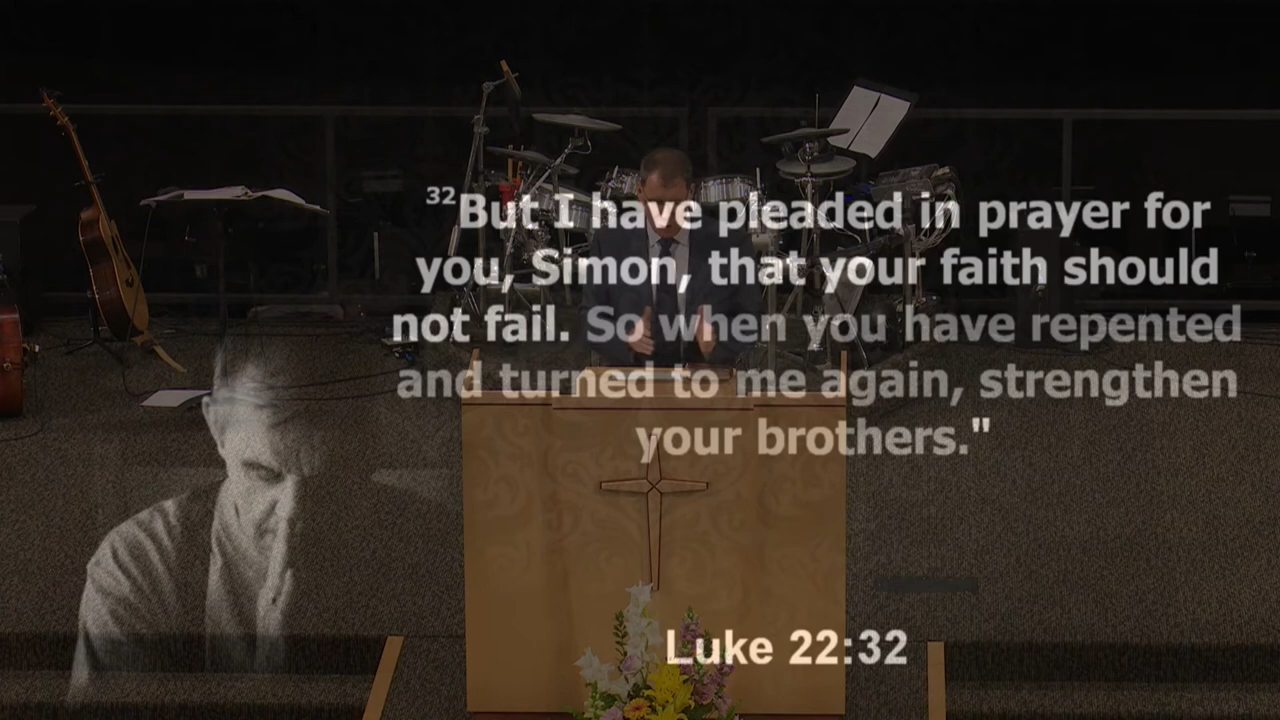 32But I have pleaded in prayer for
you, Simon, that your faith should
not fail. So when you have repented
and turned to me again, strengthen
your brothers."
Luke 22:32